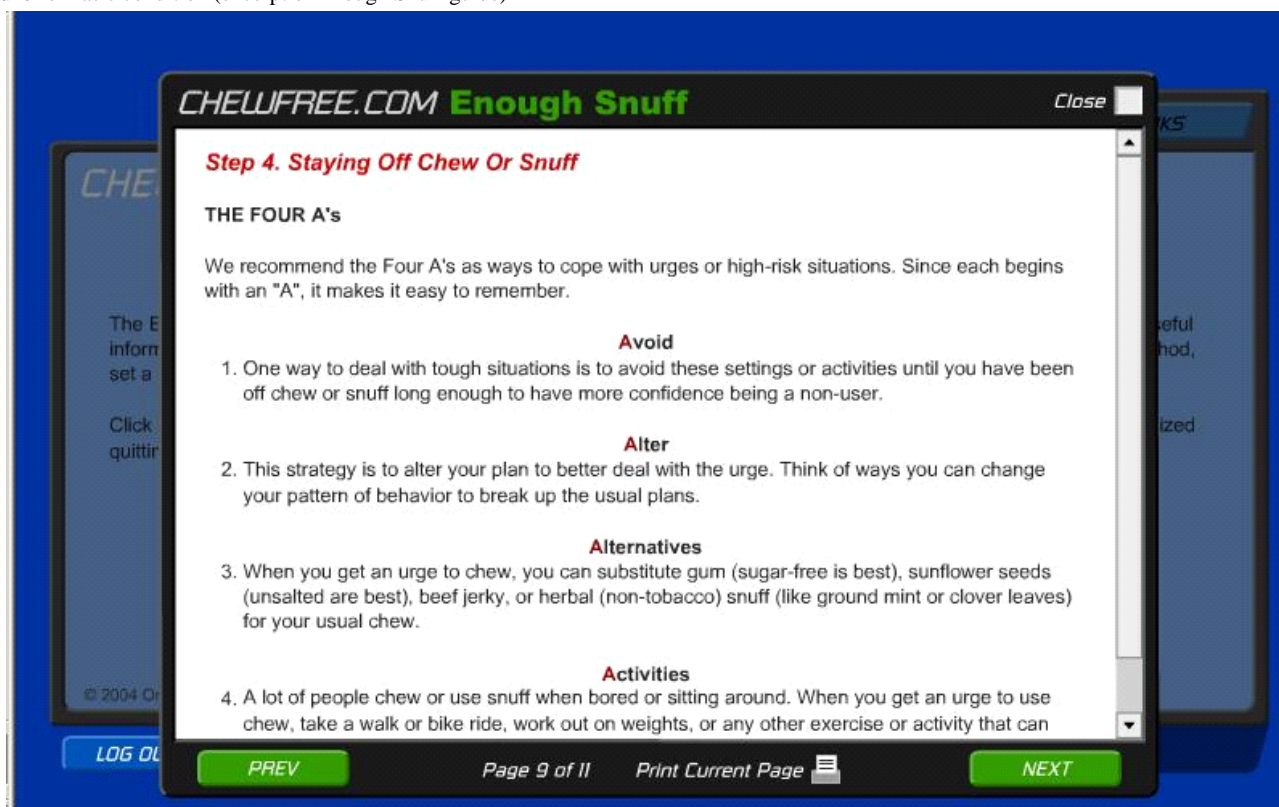 CHEWFREE.COM Enough Snuff
Close
Step 4. Staying Off Chew Or Snuff
THE FOUR A's
We recommend the Four A's as ways to cope with urges or high-risk situations. Since each begins
with an "A", it makes it easy to remember.
Avoid
1. One way to deal with tough situations is to avoid these settings or activities until you have been
off chew or snuff long enough to have more confidence being a non-user.
Alter
2. This strategy is to alter your plan to better deal with the urge. Think of ways you can change
your pattern of behavior to break up the usual plans.
Alternatives
3. When you get an urge to chew, you can substitute gum (sugar-free is best), sunflower seeds
(unsalted are best), beef jerky, or herbal (non-tobacco) snuff (like ground mint or clover leaves)
for your usual chew.
Activities
4. A lot of people chew or use snuff when bored or sitting around. When you get an urge to use
chew, take a walk or bike ride, work out on weights, or any other exercise or activity that can
PREV
Page 9 of 11
Print Current Page
NEXT
The
set a
Click
© 2004
LOG